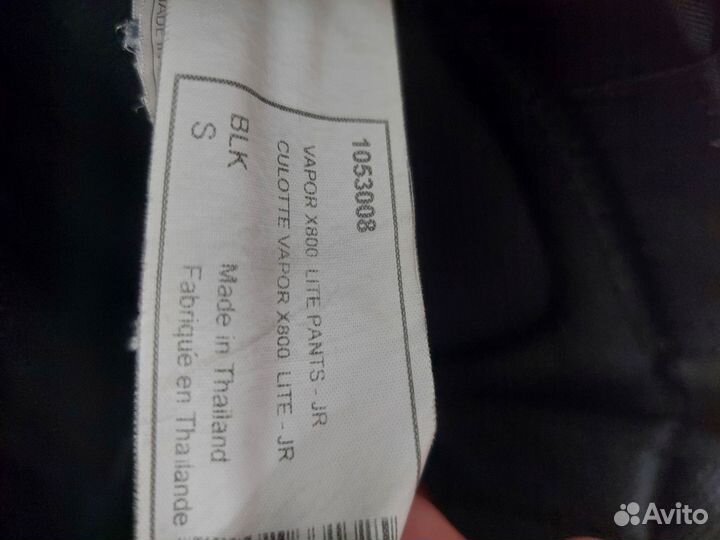 1053008
VAPOR X800 LITE PANTS - JR
CULOTTE VAPOR X800 LITE - JR
BLK
S
Made in Thailand
Fabriqué en Thaïlande
Avito